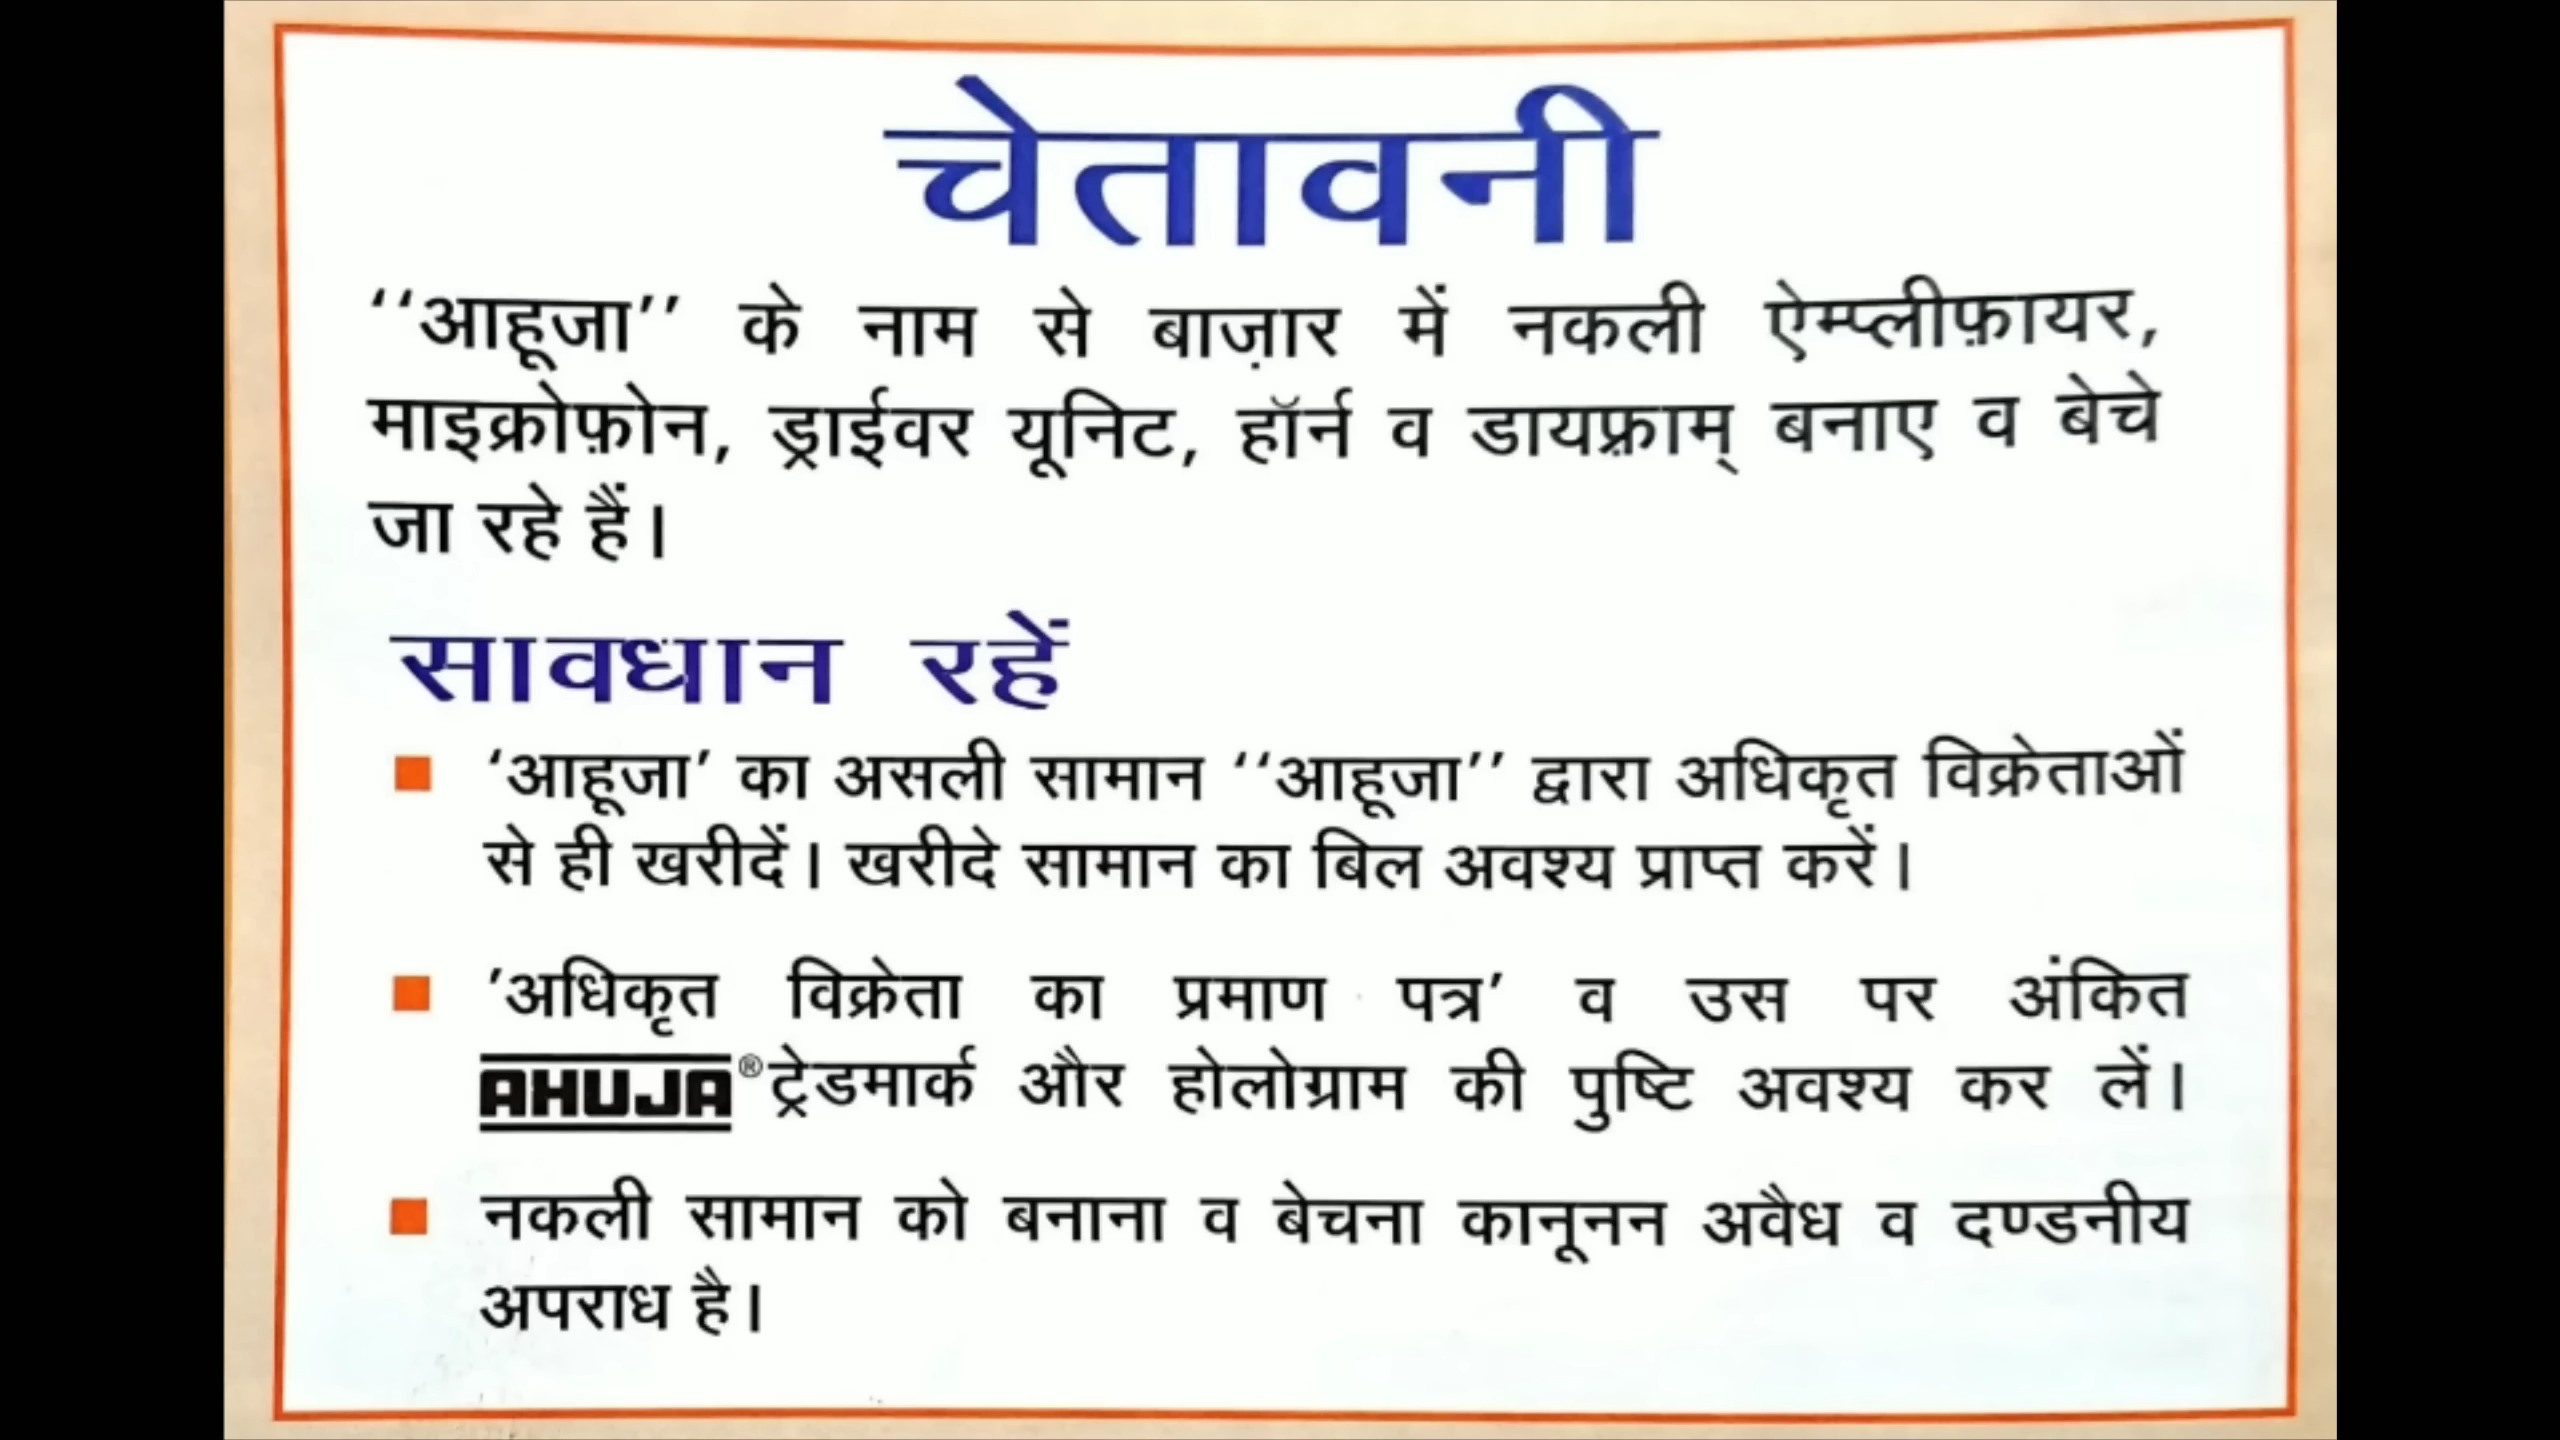 चेतावनी
‘‘आहूजा’’ के नाम से बाज़ार में नकली ऐम्प्लीफ़ायर,
माइक्रोफ़ोन, ड्राईवर यूनिट, हॉर्न व डायफ़्राम् बनाए व बेचे
जा रहे हैं।
सावधान रहें
‘आहूजा’ का असली सामान ‘‘आहूजा’’ द्वारा अधिकृत विक्रेताओं
से ही खरीदें। खरीदे सामान का बिल अवश्य प्राप्त करें।
’अधिकृत विक्रेता का प्रमाण पत्र’ व उस पर अंकित
AHUJA® ट्रेडमार्क और होलोग्राम की पुष्टि अवश्य कर लें।
नकली सामान को बनाना व बेचना कानूनन अवैध व दण्डनीय
अपराध है।